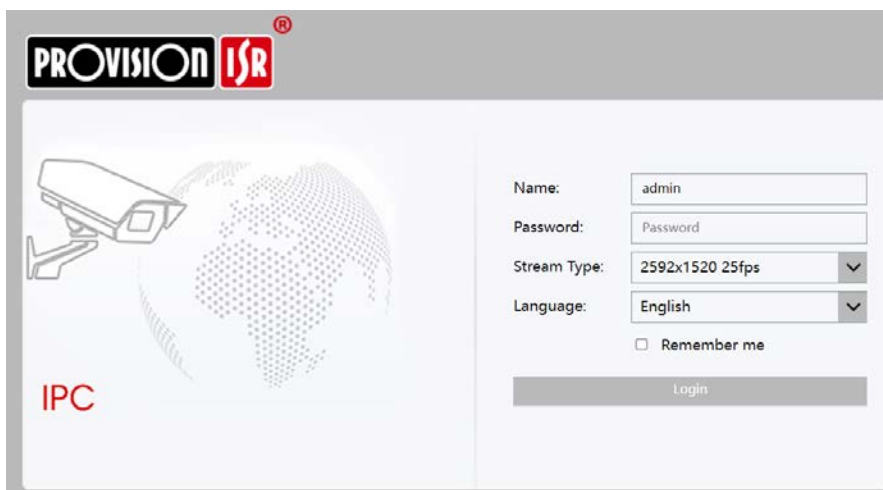 PROVISION ISR®
Name: admin
Password: Password
Stream Type: 2592x1520 25fps
Language: English
Remember me
Login
IPC